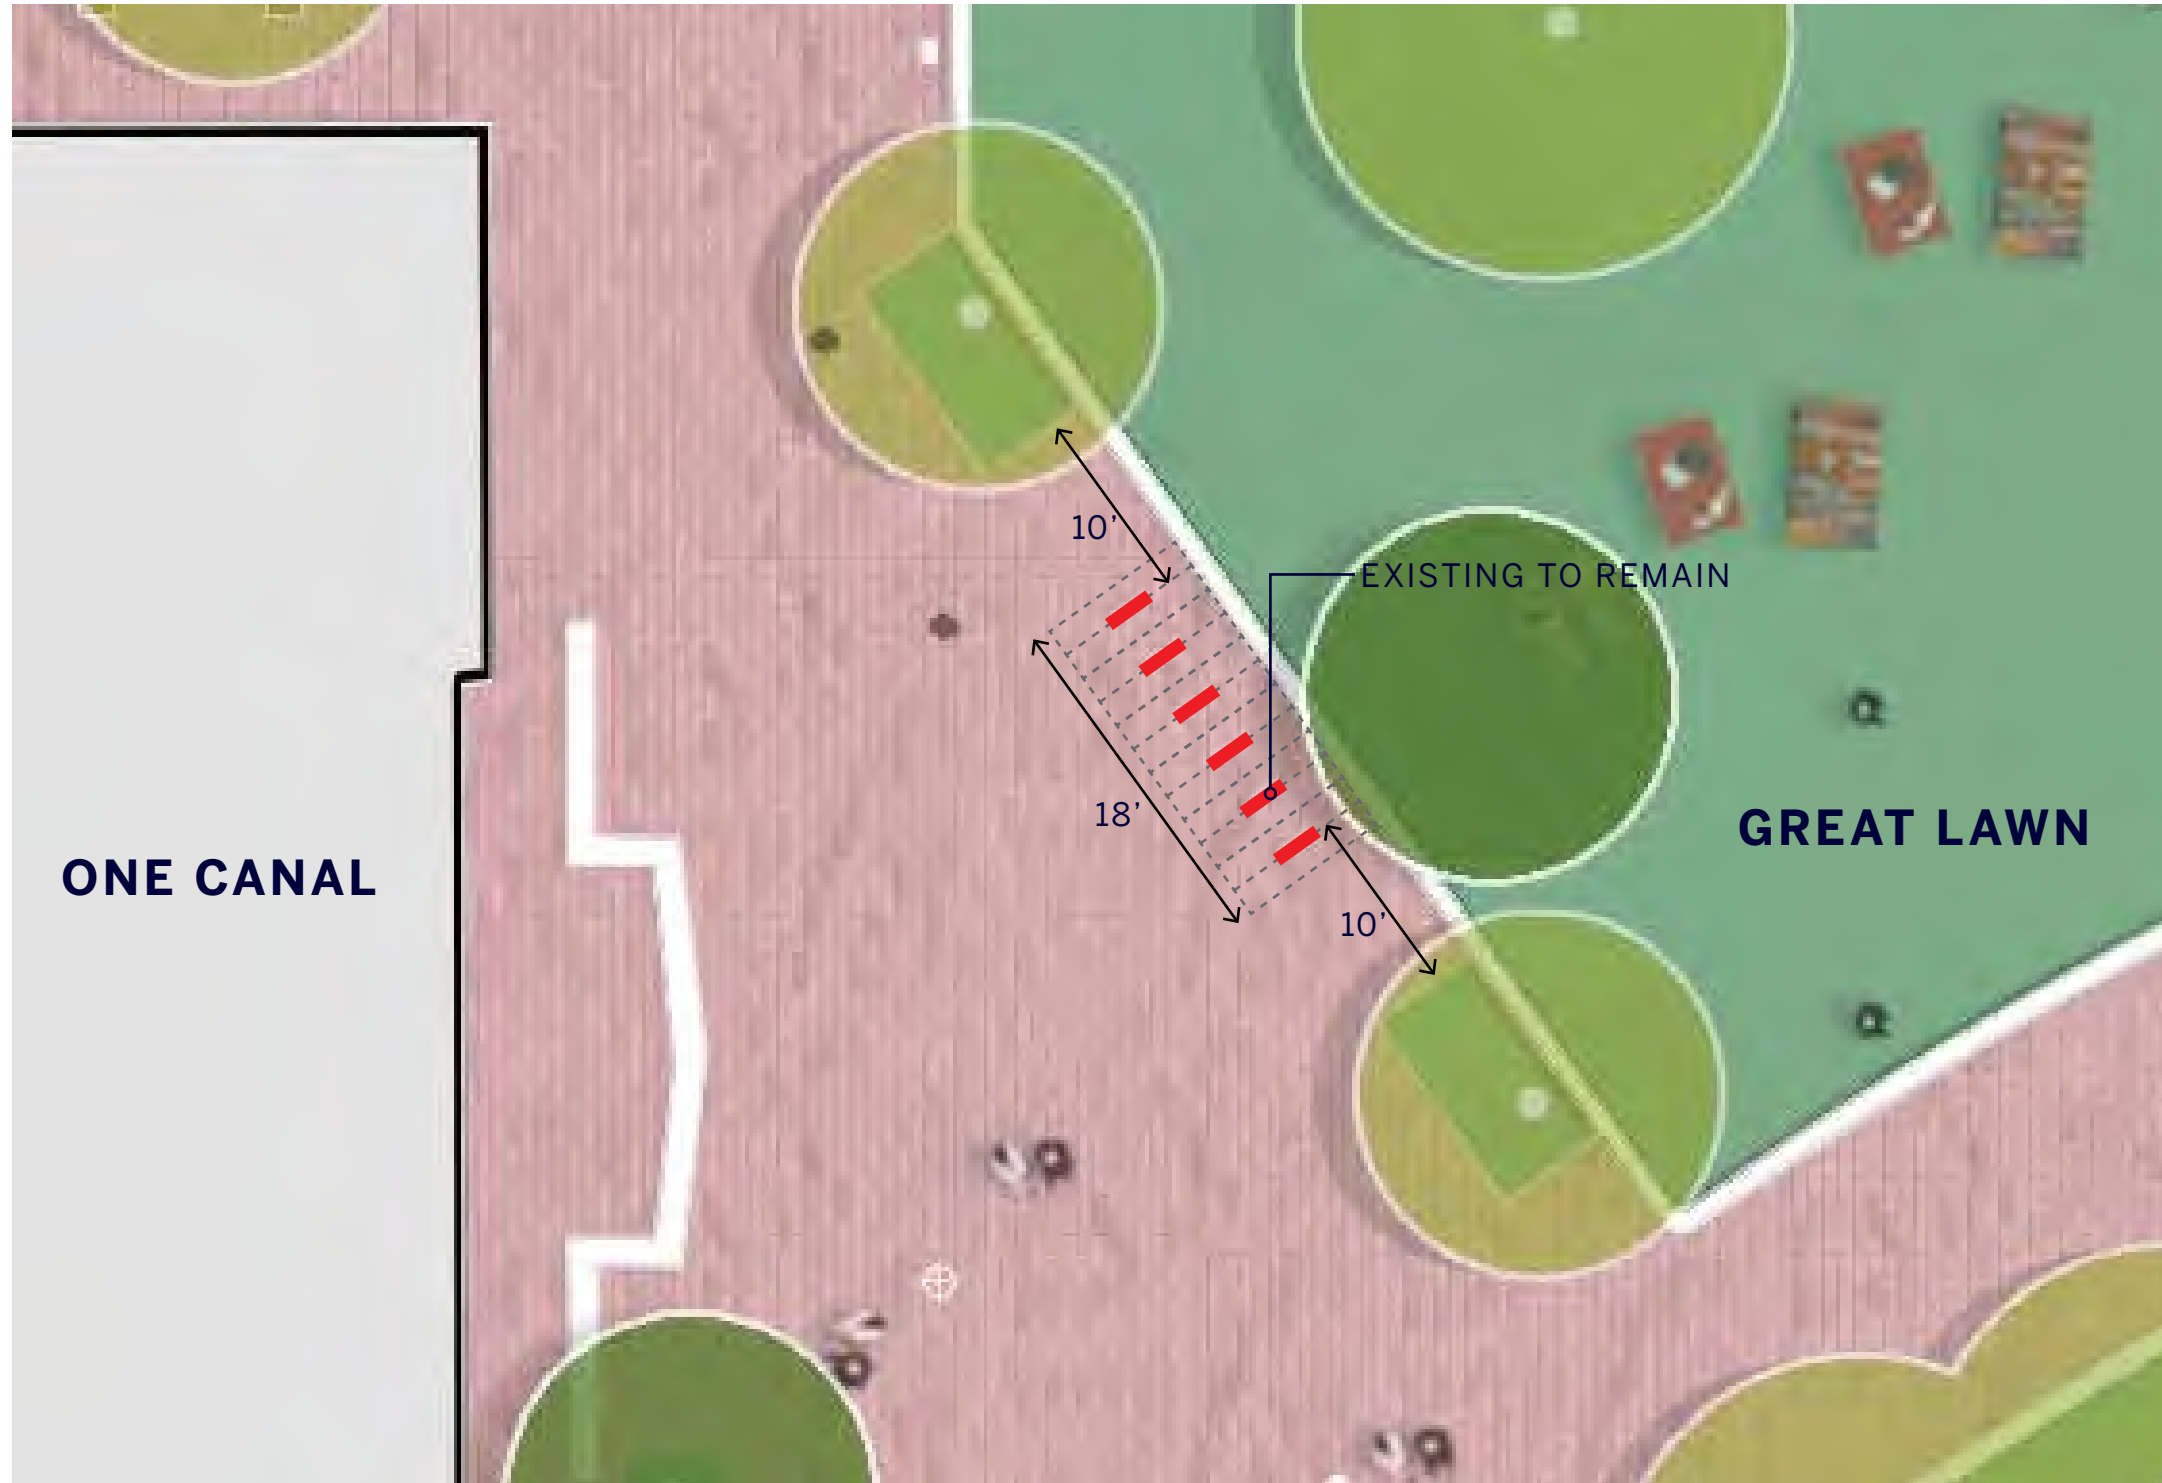 10’
EXISTING TO REMAIN
18’
GREAT LAWN
ONE CANAL
10’